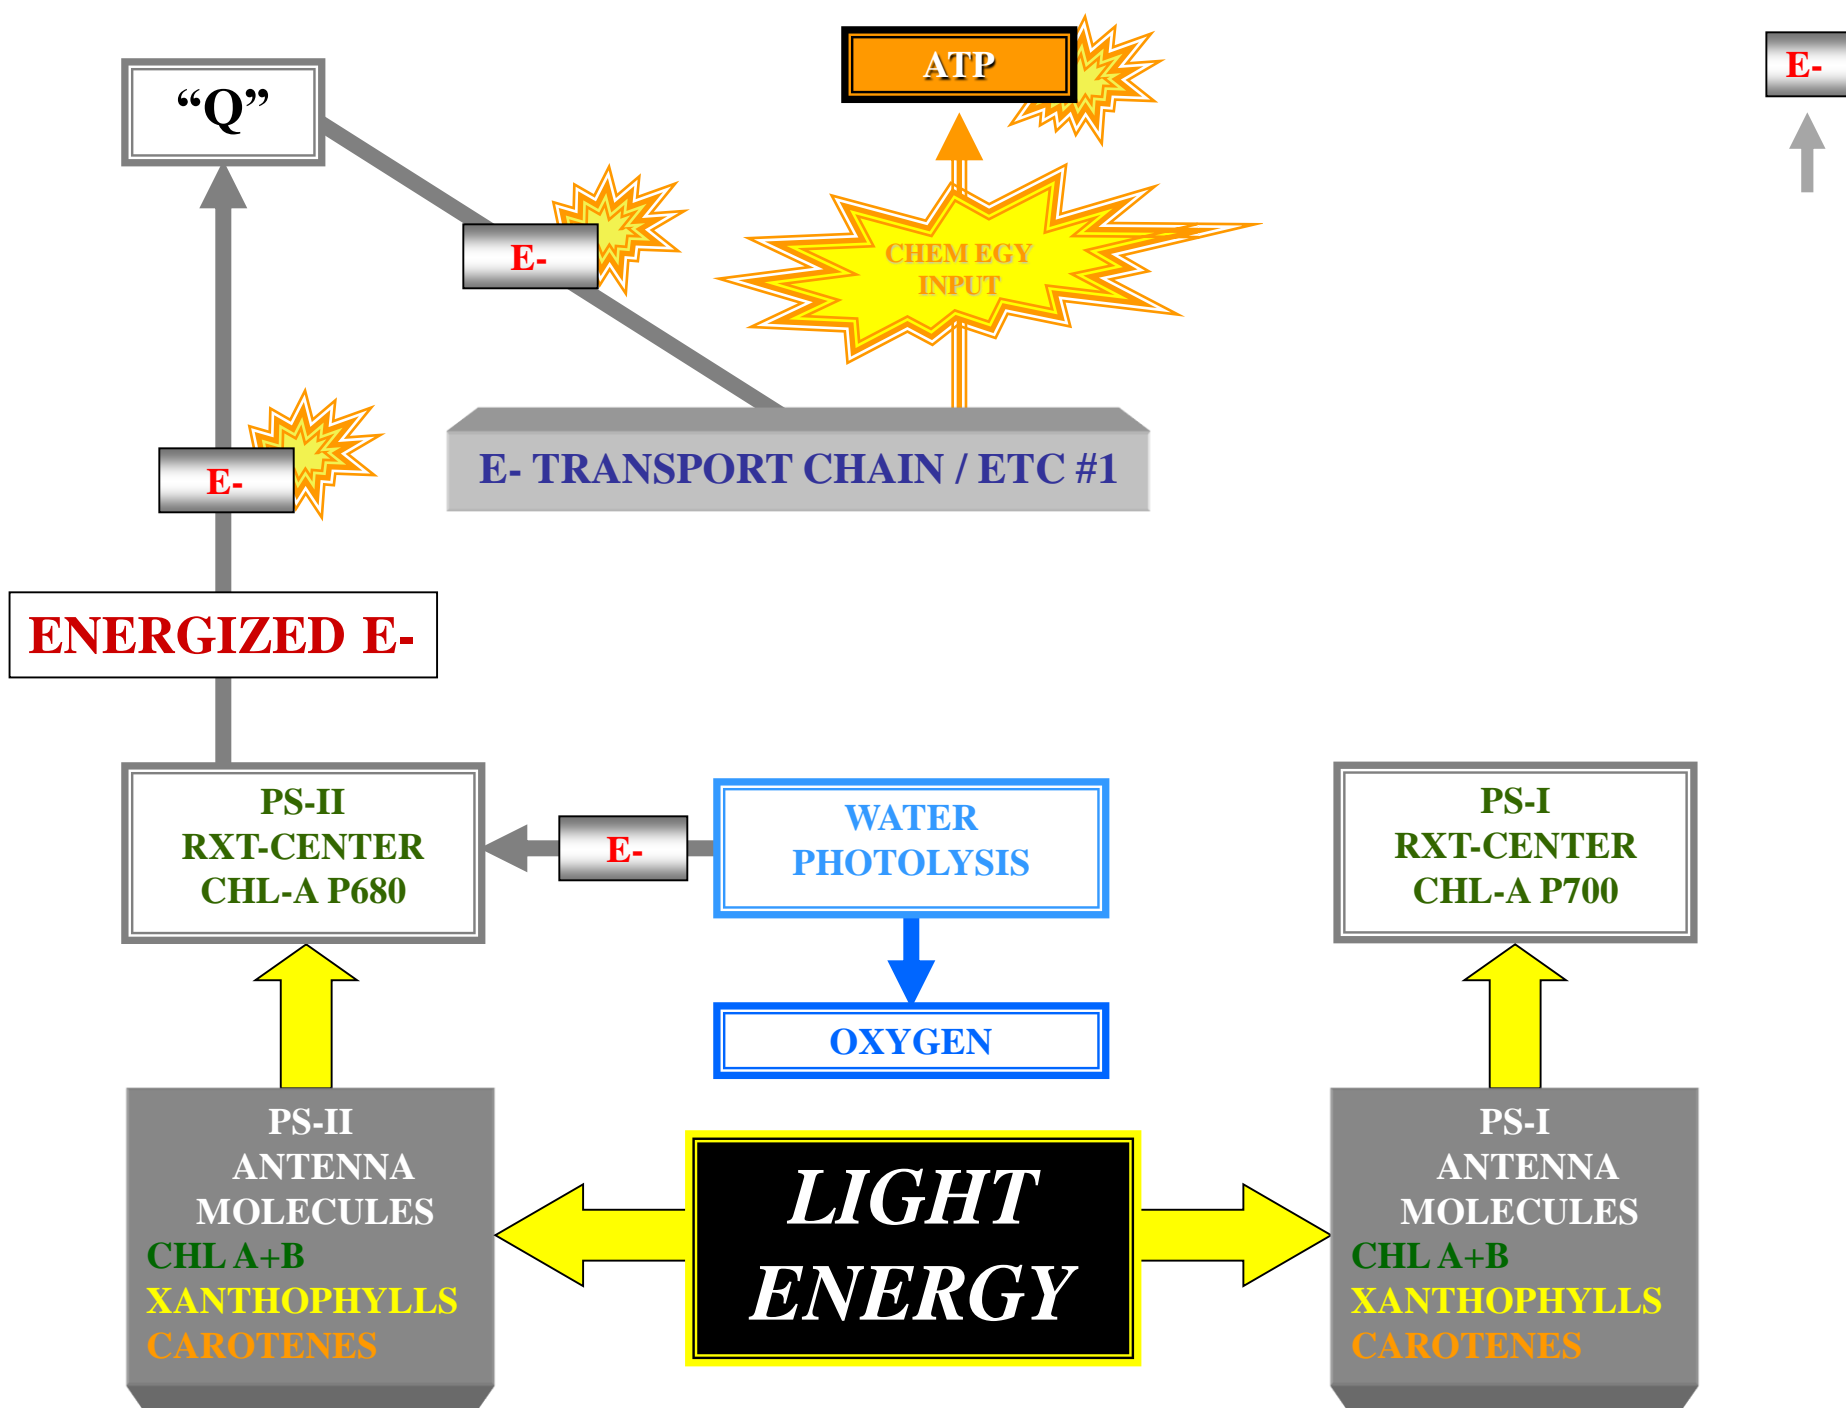 “Q”
ATP
E-
E-
CHEM EGY
INPUT
E-
E- TRANSPORT CHAIN / ETC #1
ENERGIZED E-
PS-II
RXT-CENTER
CHL-A P680
E-
WATER
PHOTOLYSIS
PS-I
RXT-CENTER
CHL-A P700
OXYGEN
PS-II
ANTENNA
MOLECULES
CHL A+B
XANTHOPHYLLS
CAROTENES
LIGHT
ENERGY
PS-I
ANTENNA
MOLECULES
CHL A+B
XANTHOPHYLLS
CAROTENES